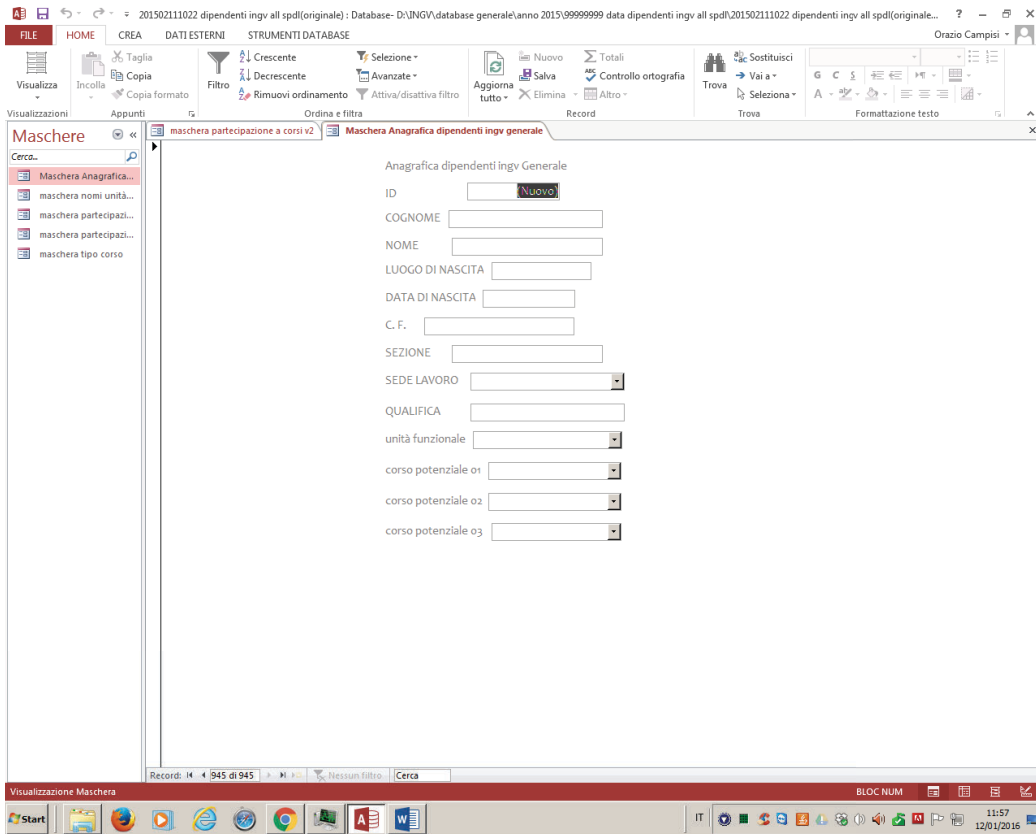 201502111022 dipendenti ingv all spdl(originale) : Database- D:\INGV\database generale\anno 2015\99999999 data dipendenti ingv all spdl\201502111022 dipendenti ingv all spdl(originale... ?
FILE HOME CREA DATI ESTERNI STRUMENTI DATABASE Orazio Campisi
Taglia Crescente Selezione Nuovo Totali Sostituisci
Copia Decrescente Avanzate Salva Controllo ortografia Vai a G C S
Visualizza Incolla Copia formato Filtro Rimuovi ordinamento Attiva/disattiva filtro Aggiorna tutto Elimina Altro Trova Seleziona A
Visualizzazioni Appunti Ordina e filtra Record Trova Formattazione testo
Maschere
Cerca...
Maschera Anagrafica...
maschera nomi unità...
maschera partecipazi...
maschera partecipazi...
maschera tipo corso
maschera partecipazione a corsi v2 Maschera Anagrafica dipendenti ingv generale
Anagrafica dipendenti ingv Generale
ID (Nuovo)
COGNOME
NOME
LUOGO DI NASCITA
DATA DI NASCITA
C. F.
SEZIONE
SEDE LAVORO
QUALIFICA
unità funzionale
corso potenziale 01
corso potenziale 02
corso potenziale 03
Record: 945 di 945 Nessun filtro Cerca
Visualizzazione Maschera BLOC NUM
Start IT 11:57
12/01/2016